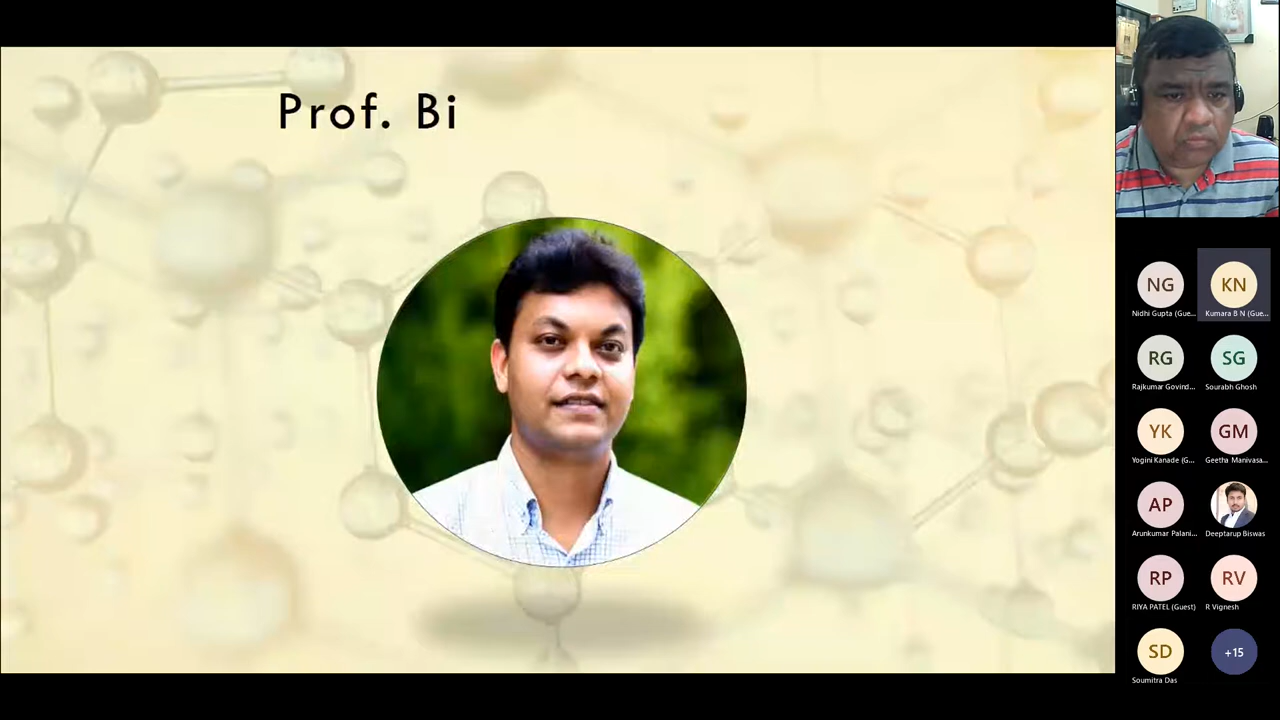 Prof. Bi
NG
Nidhi Gupta (Gue...
KN
Kumara B N (Gue...
RG
Rajkumar Govind...
SG
Sourabh Ghosh
YK
Yogini Kanade (G...
GM
Geetha Manivasa...
AP
Arunkumar Palani...
Deeptarup Biswas
RP
RIYA PATEL (Guest)
RV
R Vignesh
SD
Soumitra Das
+15